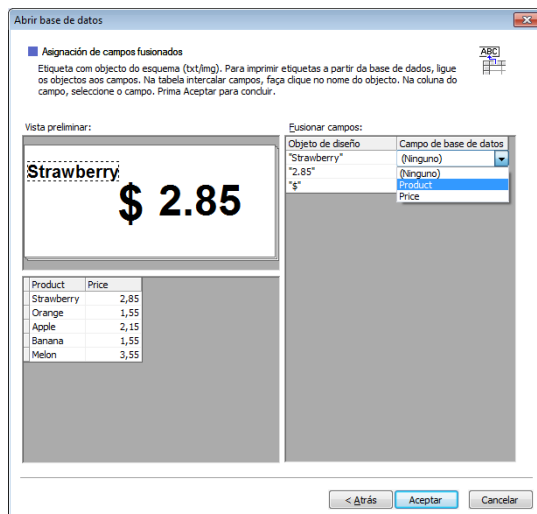 Abrir base de datos
Asignación de campos fusionados
ABC
Etiqueta com objecto do esquema (txt/img). Para imprimir etiquetas a partir da base de dados, ligue
os objectos aos campos. Na tabela intercalar campos, faça clique no nome do objecto. Na coluna do
campo, seleccione o campo. Prima Aceptar para concluir.
Vista preliminar:
Strawberry
$ 2.85
Product Price
Strawberry 2,85
Orange 1,55
Apple 2,15
Banana 1,55
Melon 3,55
Fusionar campos:
Objeto de diseño Campo de base de datos
"Strawberry" (Ninguno)
"2.85" (Ninguno)
"$" Product
Price
< Atrás Aceptar Cancelar